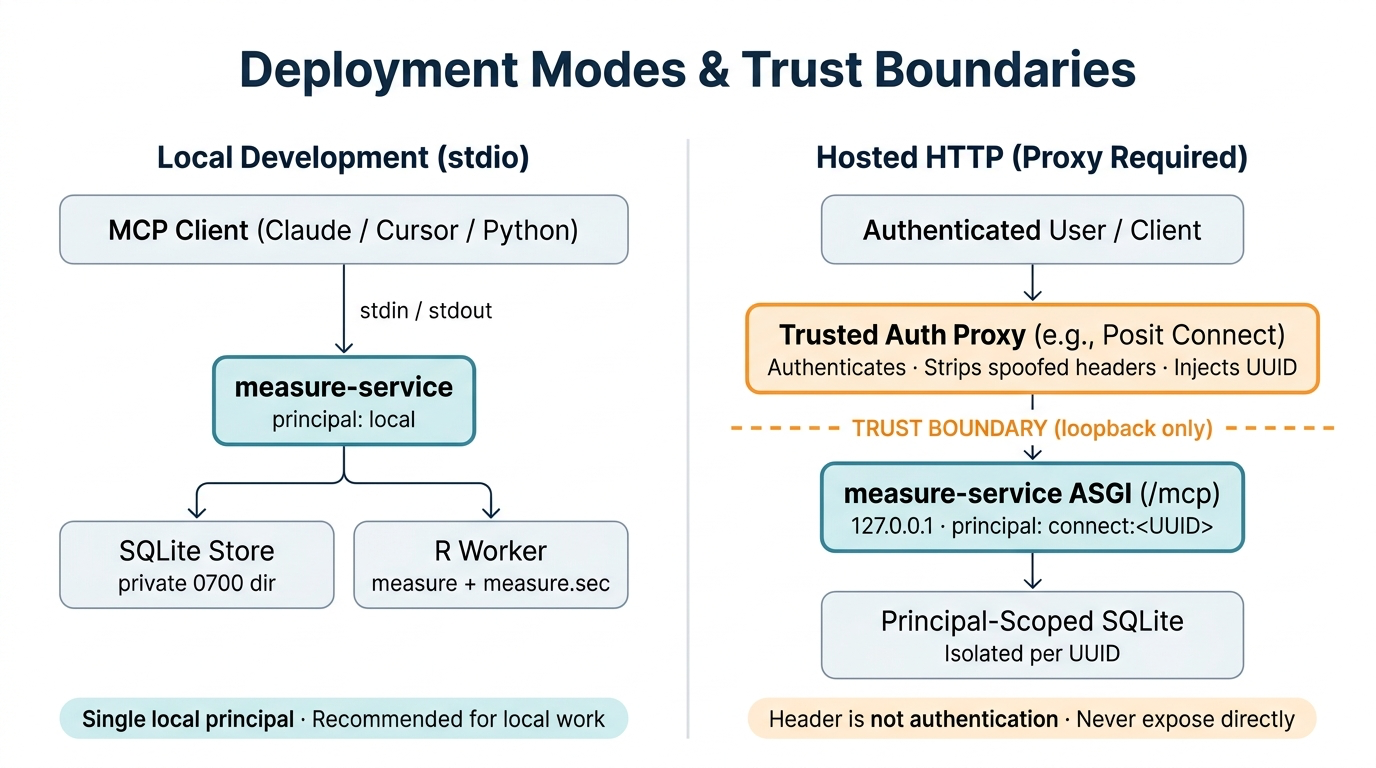 Deployment Modes & Trust Boundaries
Local Development (stdio)
MCP Client (Claude / Cursor / Python)
stdin / stdout
measure-service
principal: local
SQLite Store
private 0700 dir
R Worker
measure + measure.sec
Single local principal · Recommended for local work
Hosted HTTP (Proxy Required)
Authenticated User / Client
Trusted Auth Proxy (e.g., Posit Connect)
Authenticates · Strips spoofed headers · Injects UUID
TRUST BOUNDARY (loopback only)
measure-service ASGI (/mcp)
127.0.0.1 · principal: connect:<UUID>
Principal-Scoped SQLite
Isolated per UUID
Header is not authentication · Never expose directly